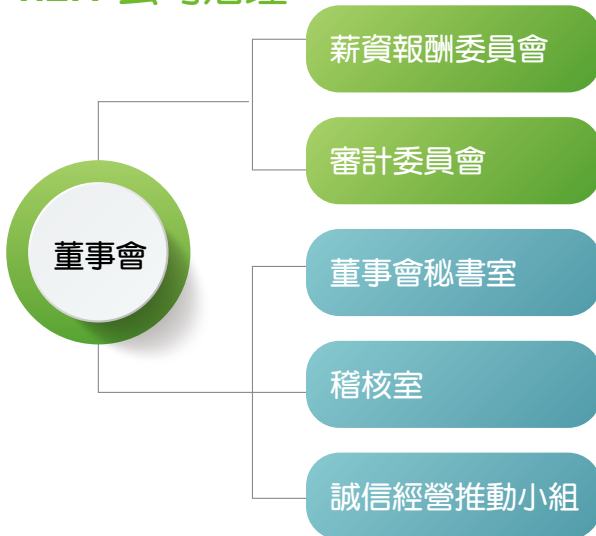 薪資報酬委員會
審計委員會
董事會
董事會秘書室
稽核室
誠信經營推動小組